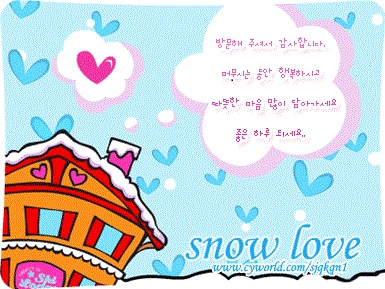 방문해 주셔서 감사합니다.
머무시는 동안 행복하시고
따뜻한 마음 많이 담아가세요
좋은 하루 되세요..
snow love
www.cyworld.com/sjgkgn1